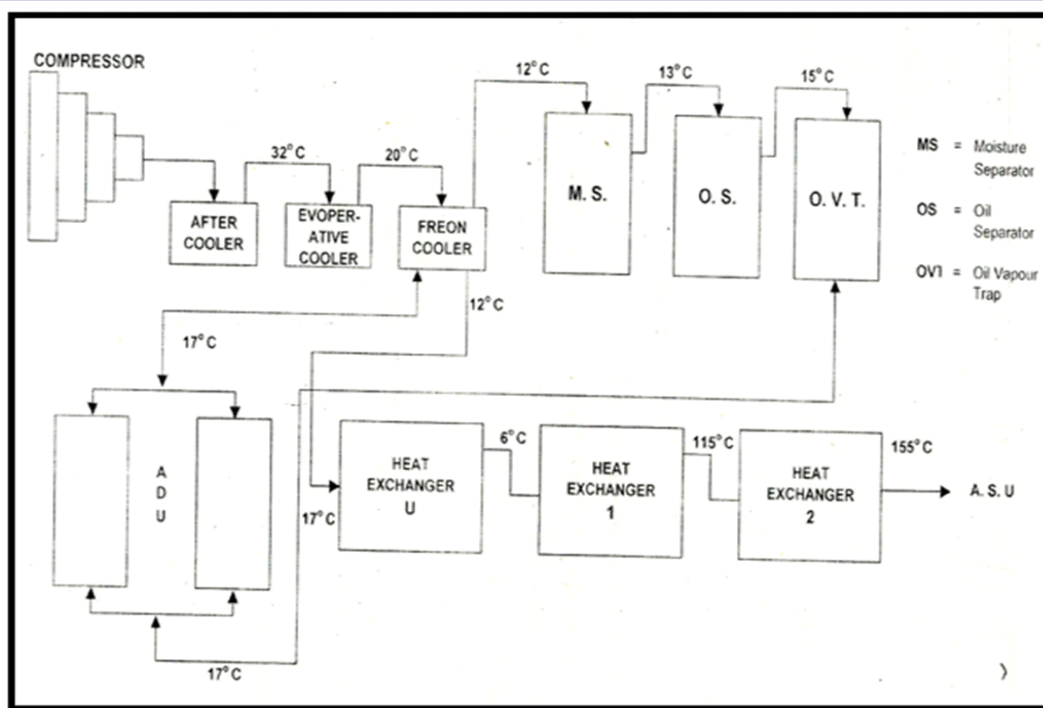 COMPRESSOR
32°C
20°C
12°C
13°C
15°C
AFTER
COOLER
EVOPER-
ATIVE
COOLER
FREON
COOLER
M. S.
O. S.
O. V. T.
MS = Moisture
Separator
OS = Oil
Separator
OV1 = Oil Vapour
Trap
12°C
17°C
A
D
U
HEAT
EXCHANGER
U
17°C
6°C
HEAT
EXCHANGER
1
115°C
HEAT
EXCHANGER
2
155°C
A. S. U
17°C